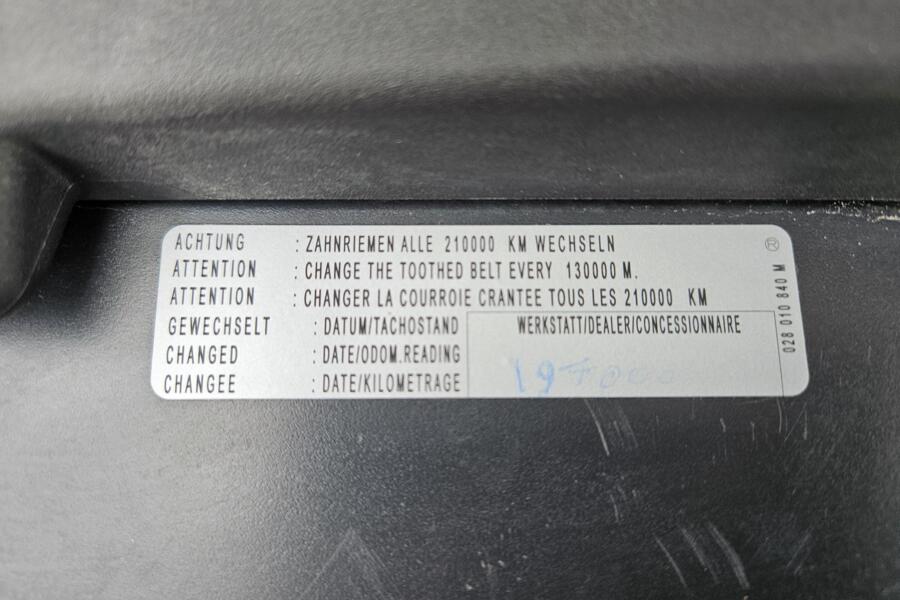 ACHTUNG : ZAHNRIEMEN ALLE 210000 KM WECHSELN ®
ATTENTION : CHANGE THE TOOTHED BELT EVERY 130000 M.
ATTENTION : CHANGER LA COURROIE CRANTEE TOUS LES 210000 KM
GEWECHSELT : DATUM/TACHOSTAND WERKSTATT/DEALER/CONCESSIONNAIRE
CHANGED : DATE/ODOM.READING
CHANGEE : DATE/KILOMETRAGE 197000
028 010 840 M